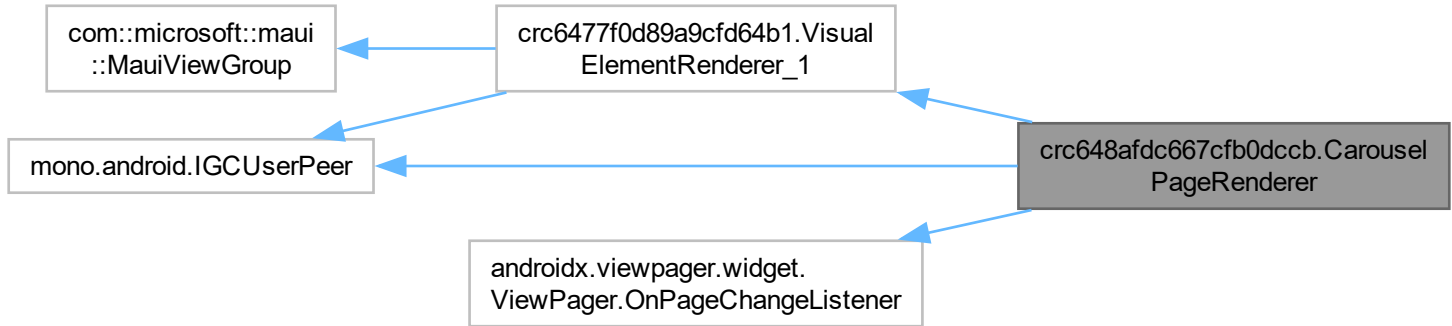 com::microsoft::maui
::MauiViewGroup
crc6477f0d89a9cfd64b1.Visual
ElementRenderer_1
mono.android.IGCUserPeer
crc648afdc667cfb0dccb.Carousel
PageRenderer
androidx.viewpager.widget.
ViewPager.OnPageChangeListener